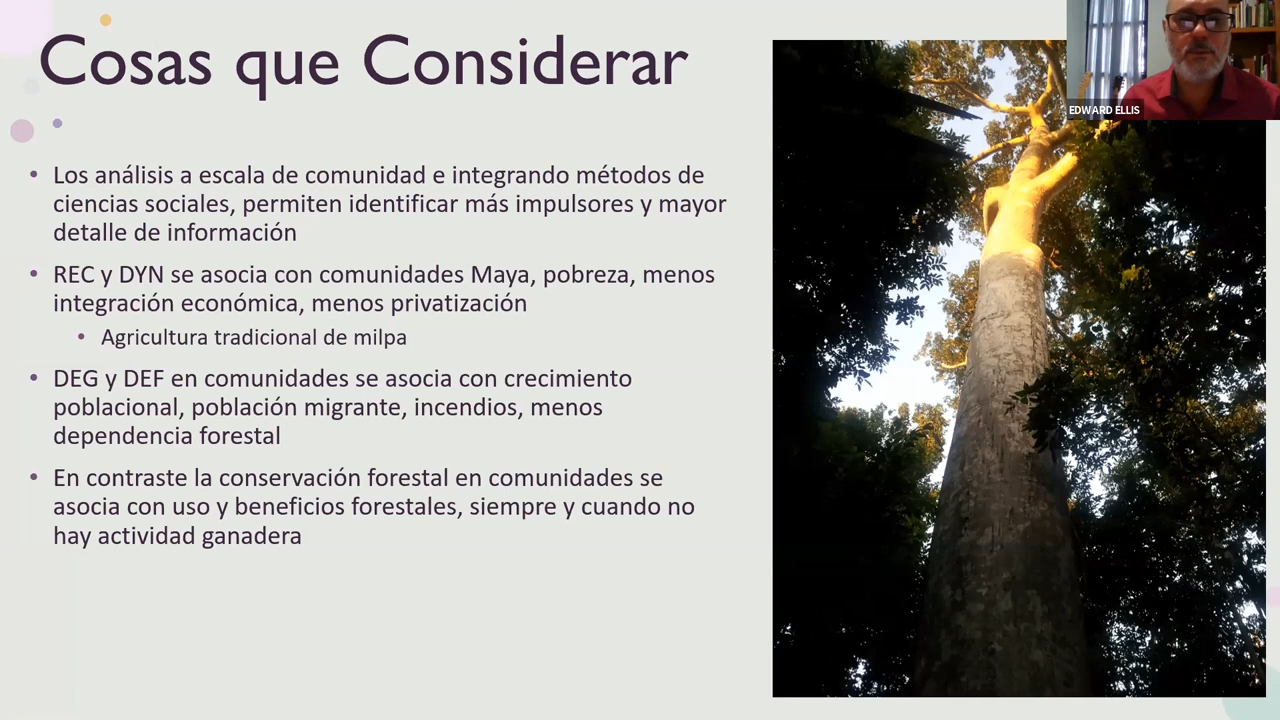 Cosas que Considerar
EDWARD ELLIS
• Los análisis a escala de comunidad e integrando métodos de
ciencias sociales, permiten identificar más impulsores y mayor
detalle de información
• REC y DYN se asocia con comunidades Maya, pobreza, menos
integración económica, menos privatización
• Agricultura tradicional de milpa
• DEG y DEF en comunidades se asocia con crecimiento
poblacional, población migrante, incendios, menos
dependencia forestal
• En contraste la conservación forestal en comunidades se
asocia con uso y beneficios forestales, siempre y cuando no
hay actividad ganadera